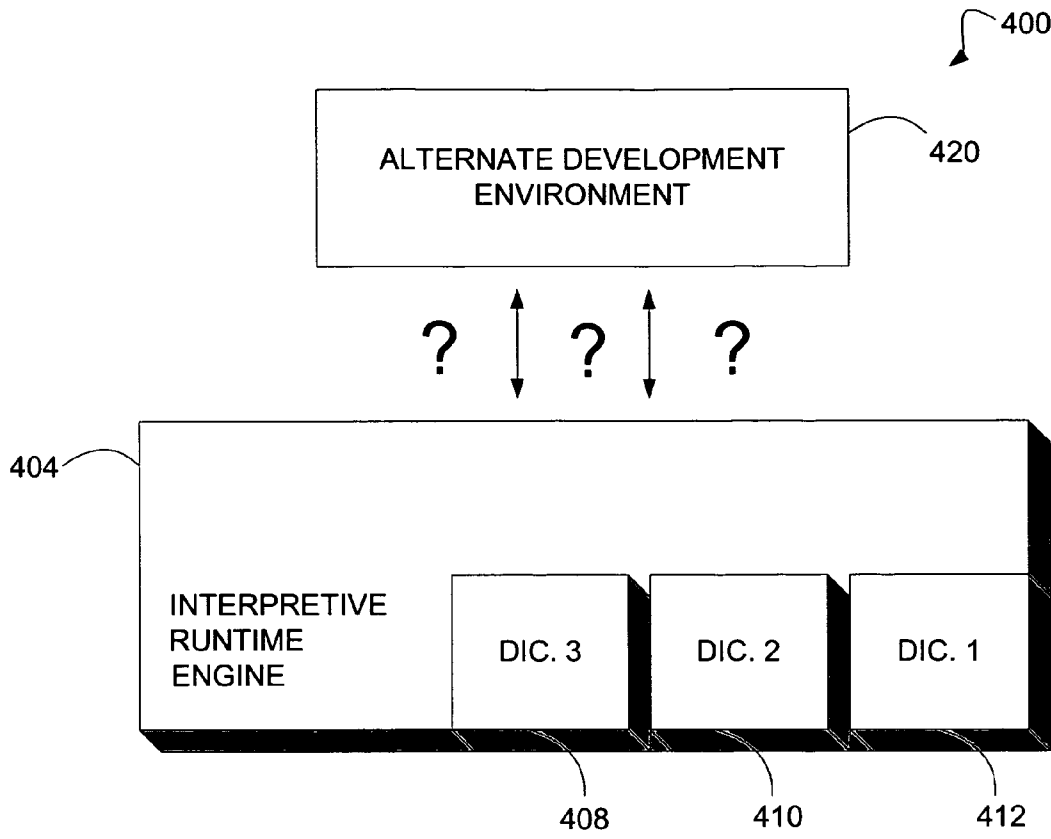 400
ALTERNATE DEVELOPMENT
ENVIRONMENT
420
? ? ?
404
INTERPRETIVE
RUNTIME
ENGINE
DIC. 3
DIC. 2
DIC. 1
408
410
412